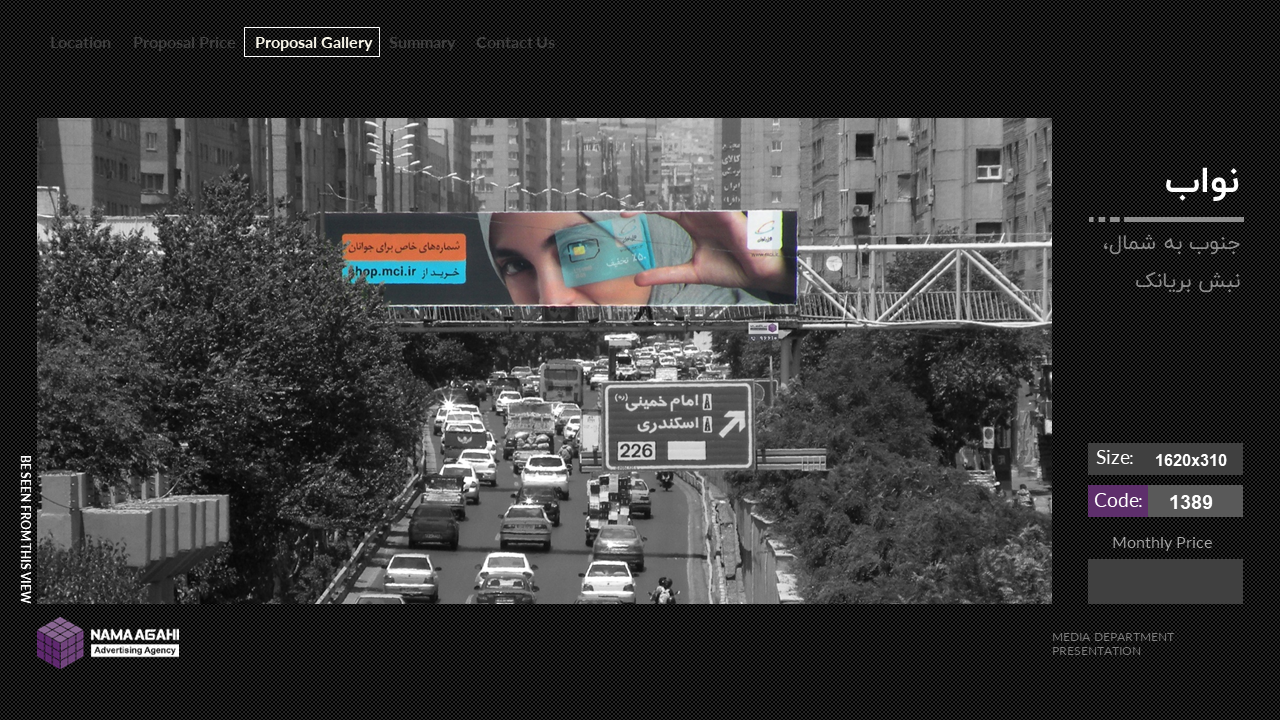 Location
Proposal Price
Proposal Gallery
Summary
Contact Us
نواب
جنوب به شمال،
نبش بریانک
شماره‌های خاص برای جوانان
خرید از shop.mci.ir
٪۵۰ تخفیف
امام خمینی (ره)
اسکندری
226
Size: 1620x310
Code: 1389
Monthly Price
BE SEEN FROM THIS VIEW
NAMA AGAHI
Advertising Agency
MEDIA DEPARTMENT
PRESENTATION